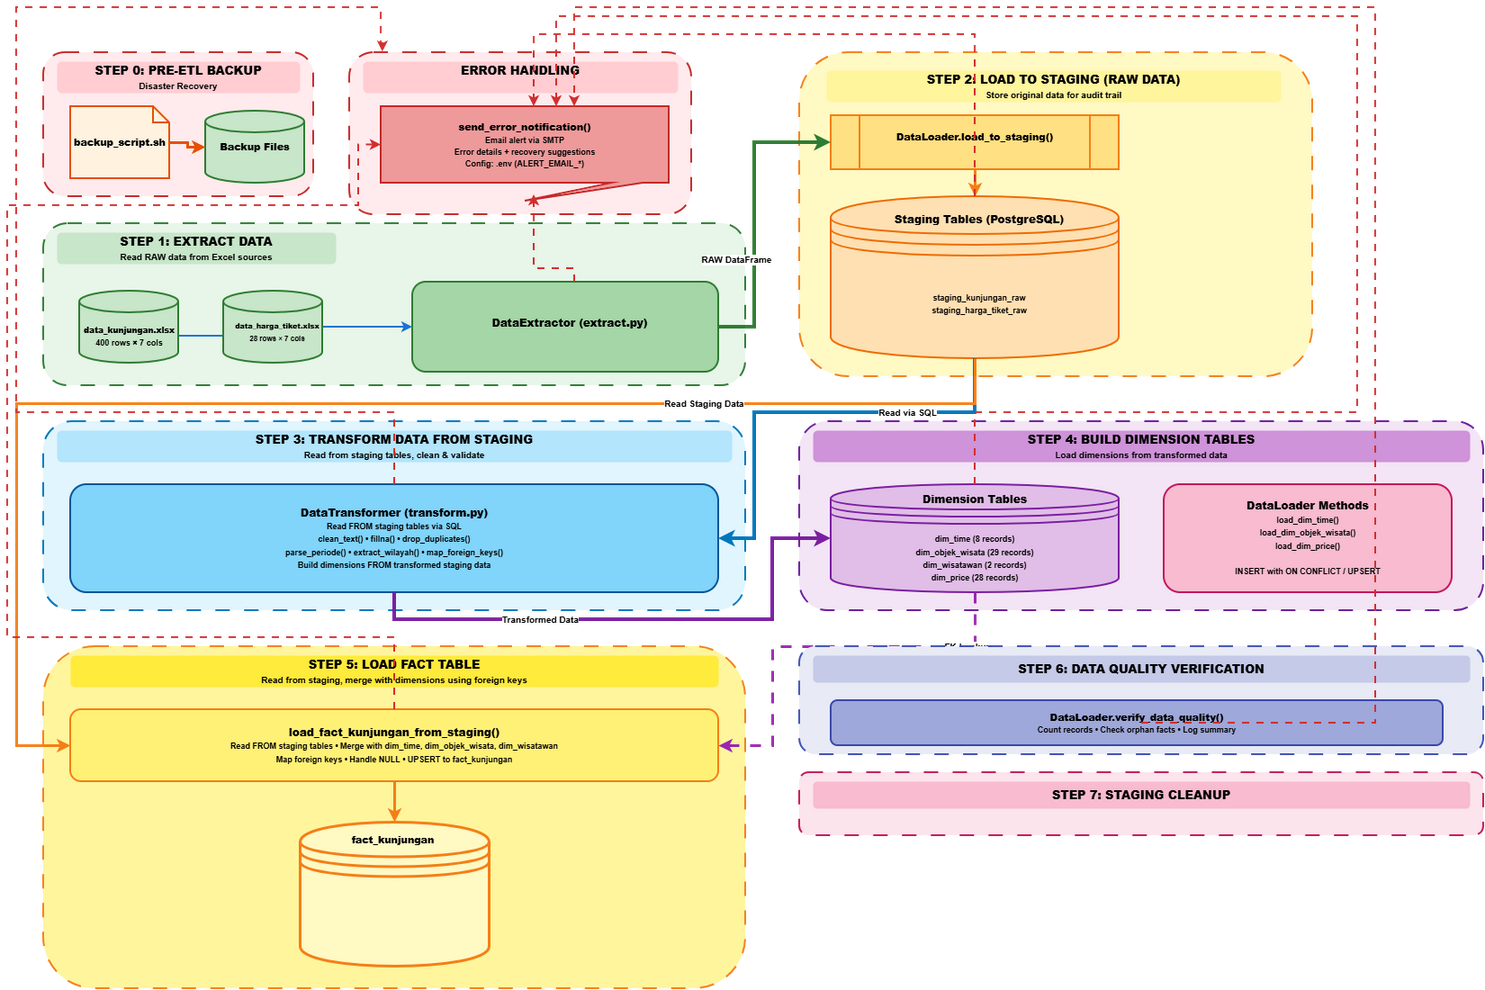 STEP 0: PRE-ETL BACKUP
Disaster Recovery
backup_script.sh
Backup Files
ERROR HANDLING
send_error_notification()
Email alert via SMTP
Error details + recovery suggestions
Config: .env (ALERT_EMAIL_*)
STEP 1: EXTRACT DATA
Read RAW data from Excel sources
data_kunjungan.xlsx
400 rows × 7 cols
data_harga_tiket.xlsx
28 rows × 7 cols
DataExtractor (extract.py)
RAW DataFrame
STEP 2: LOAD TO STAGING (RAW DATA)
Store original data for audit trail
DataLoader.load_to_staging()
Staging Tables (PostgreSQL)
staging_kunjungan_raw
staging_harga_tiket_raw
Read Staging Data
Read via SQL
STEP 3: TRANSFORM DATA FROM STAGING
Read from staging tables, clean & validate
DataTransformer (transform.py)
Read FROM staging tables via SQL
clean_text() • fillna() • drop_duplicates()
parse_periode() • extract_wilayah() • map_foreign_keys()
Build dimensions FROM transformed staging data
Transformed Data
STEP 4: BUILD DIMENSION TABLES
Load dimensions from transformed data
Dimension Tables
dim_time (8 records)
dim_objek_wisata (29 records)
dim_wisatawan (2 records)
dim_price (28 records)
DataLoader Methods
load_dim_time()
load_dim_objek_wisata()
load_dim_price()
INSERT with ON CONFLICT / UPSERT
STEP 5: LOAD FACT TABLE
Read from staging, merge with dimensions using foreign keys
load_fact_kunjungan_from_staging()
Read FROM staging tables • Merge with dim_time, dim_objek_wisata, dim_wisatawan
Map foreign keys • Handle NULL • UPSERT to fact_kunjungan
fact_kunjungan
STEP 6: DATA QUALITY VERIFICATION
DataLoader.verify_data_quality()
Count records • Check orphan facts • Log summary
STEP 7: STAGING CLEANUP